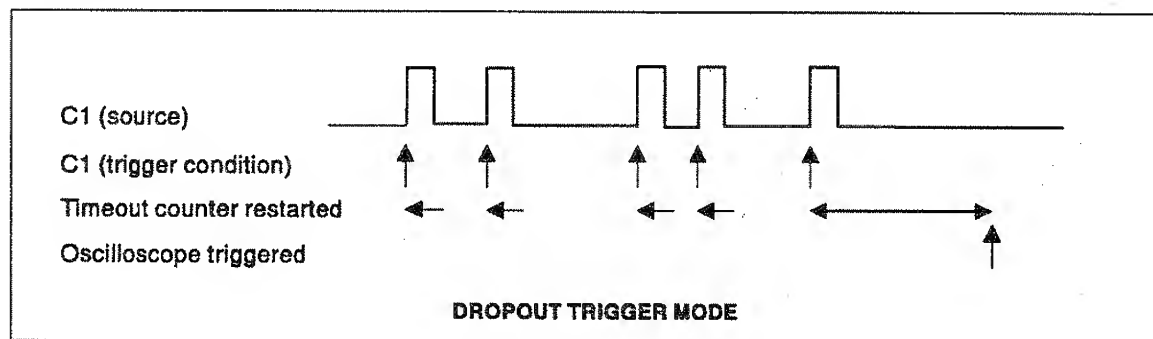 C1 (source)
C1 (trigger condition)
Timeout counter restarted
Oscilloscope triggered
DROPOUT TRIGGER MODE